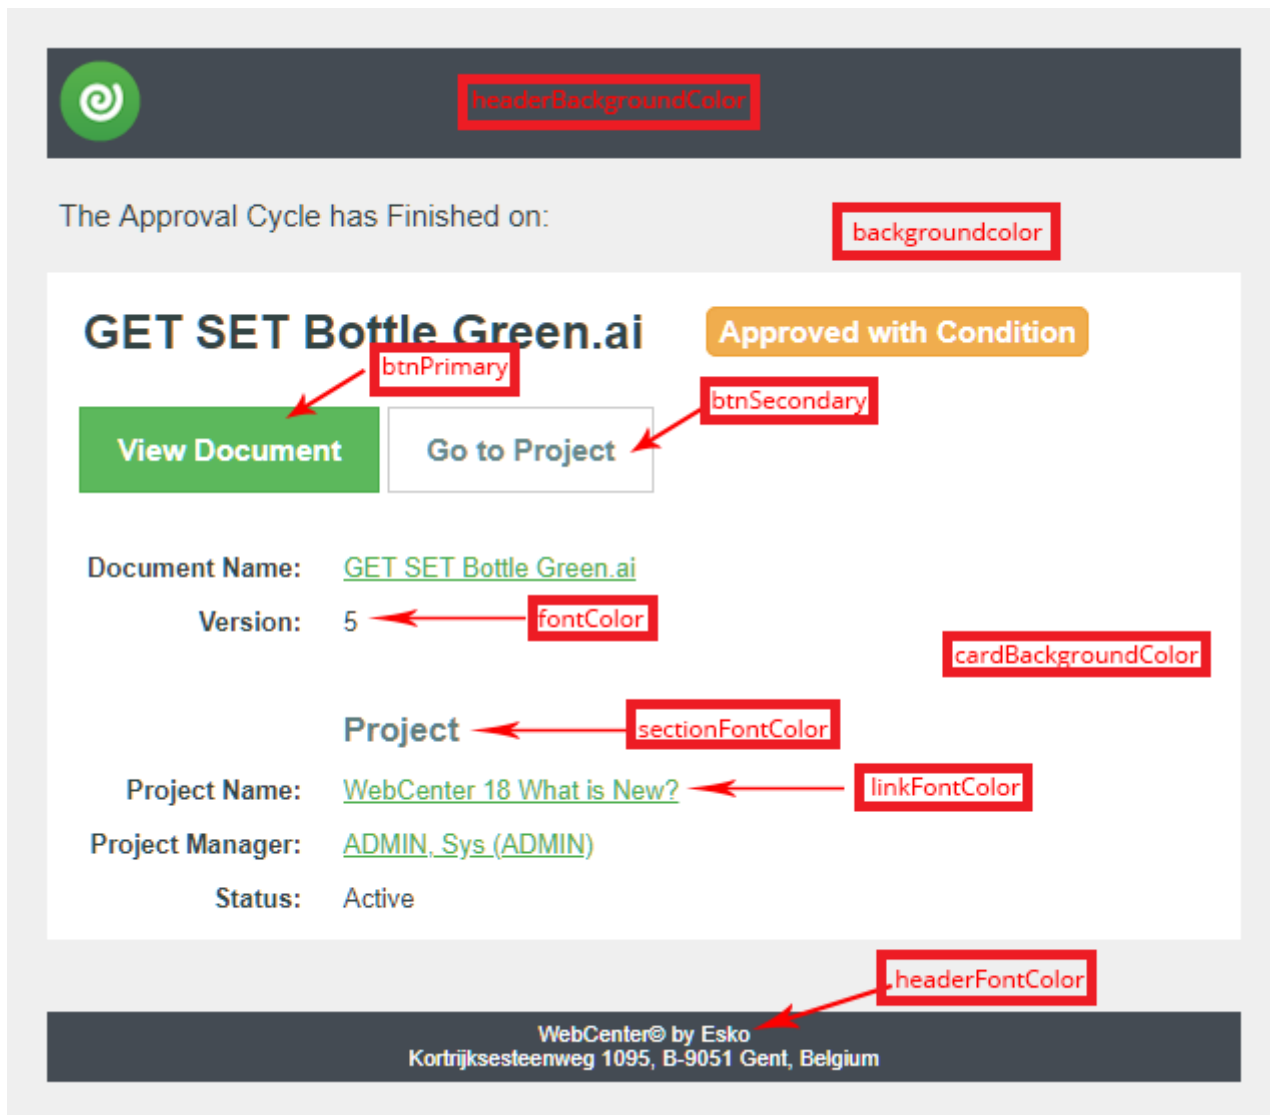 headerBackgroundColor
The Approval Cycle has Finished on:
backgroundcolor
GET SET Bottle Green.ai
Approved with Condition
btnPrimary
btnSecondary
View Document
Go to Project
Document Name: GET SET Bottle Green.ai
Version: 5
fontColor
cardBackgroundColor
Project
sectionFontColor
Project Name: WebCenter 18 What is New?
linkFontColor
Project Manager: ADMIN, Sys (ADMIN)
Status: Active
headerFontColor
WebCenter© by Esko
Kortrijksesteenweg 1095, B-9051 Gent, Belgium